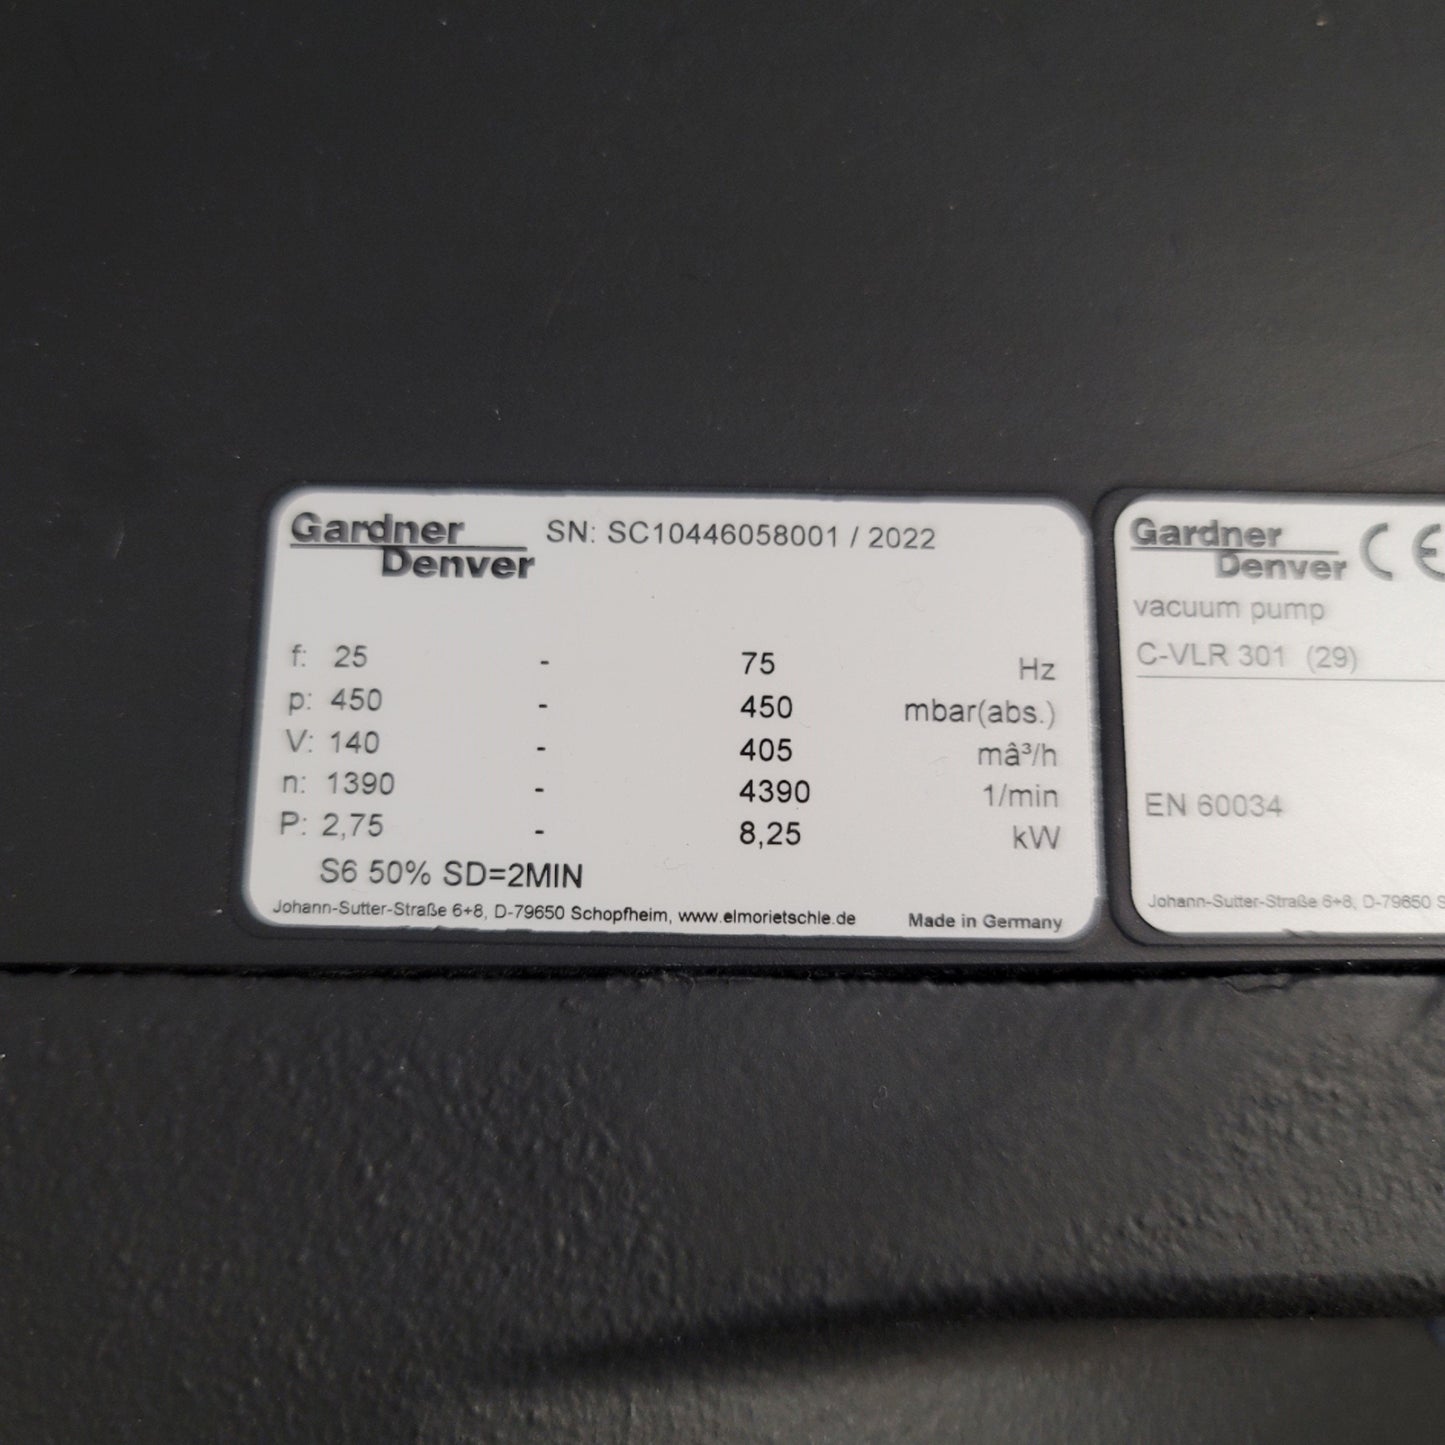 Gardner
Denver
SN: SC10446058001 / 2022
f: 25 - 75 Hz
p: 450 - 450 mbar(abs.)
V: 140 - 405 mâ³/h
n: 1390 - 4390 1/min
P: 2,75 - 8,25 kW
S6 50% SD=2MIN
Johann-Sutter-Straße 6+8, D-79650 Schopfheim, www.elmorietschle.de Made in Germany
Gardner
Denver CE
vacuum pump
C-VLR 301 (29)
EN 60034
Johann-Sutter-Straße 6+8, D-79650 S